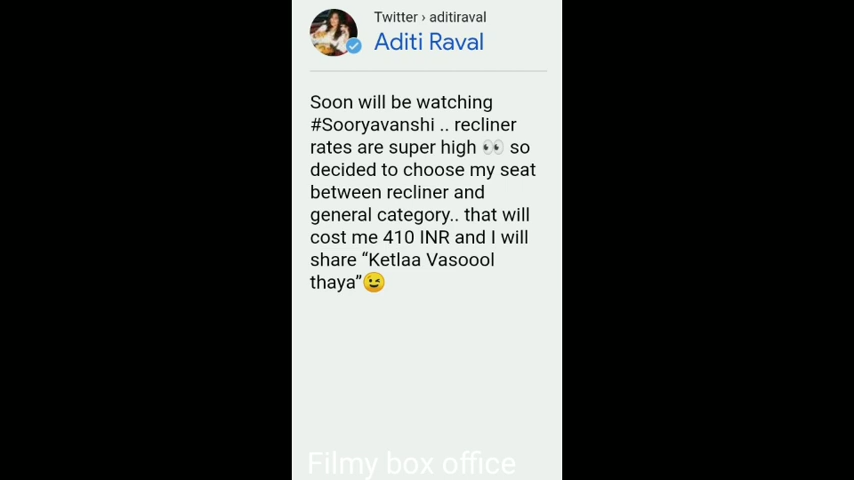 Twitter › aditiraval
Aditi Raval
Soon will be watching
#Sooryavanshi .. recliner
rates are super high 👀 so
decided to choose my seat
between recliner and
general category.. that will
cost me 410 INR and I will
share “Ketlaa Vasoool
thaya”😉
Filmy box office